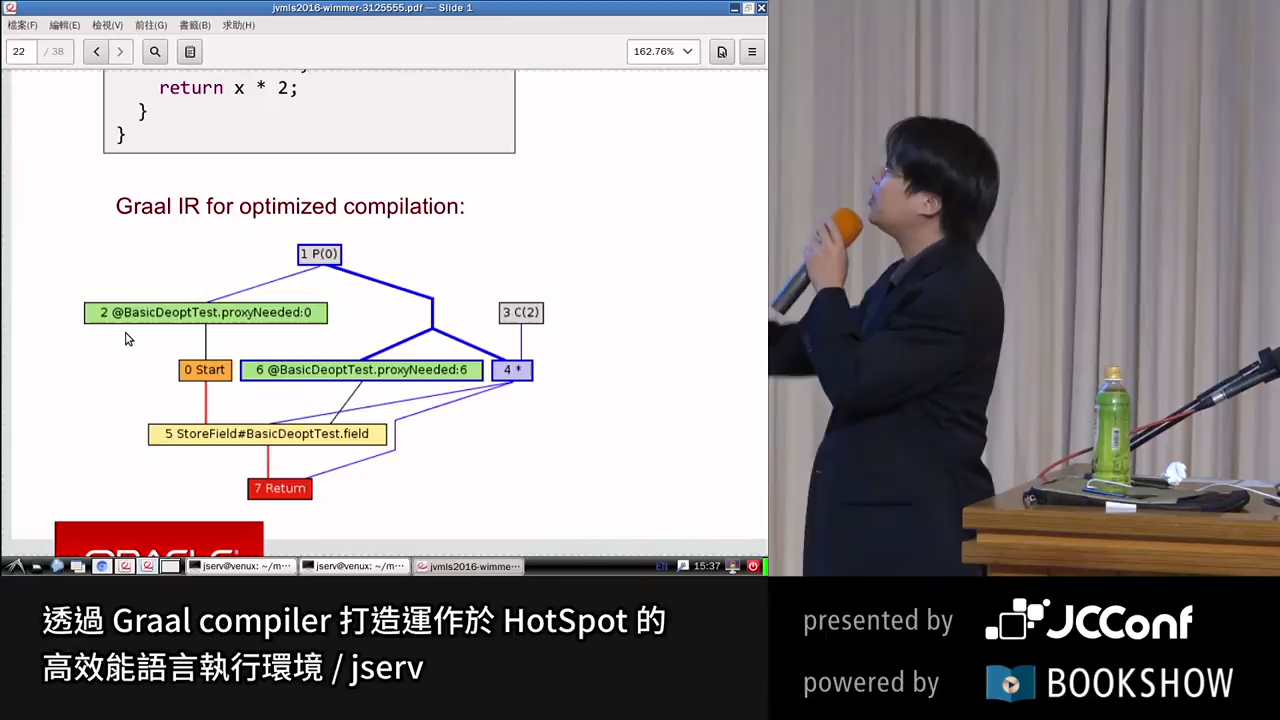 jvmls2016-wimmer-3125555.pdf — Slide 1
檔案(F) 編輯(E) 檢視(V) 前往(G) 書籤(B) 求助(H)
22 / 38 162.76%
return x * 2;
}
}
Graal IR for optimized compilation:
1 P(0)
2 @BasicDeoptTest.proxyNeeded:0
3 C(2)
0 Start
6 @BasicDeoptTest.proxyNeeded:6
4 *
5 StoreField#BasicDeoptTest.field
7 Return
ORACLE
jserv@venux: ~/m... jserv@venux: ~/m... jvmls2016-wimme... EN 15:37
透過 Graal compiler 打造運作於 HotSpot 的
高效能語言執行環境 / jserv
presented by JCConf
powered by BOOKSHOW